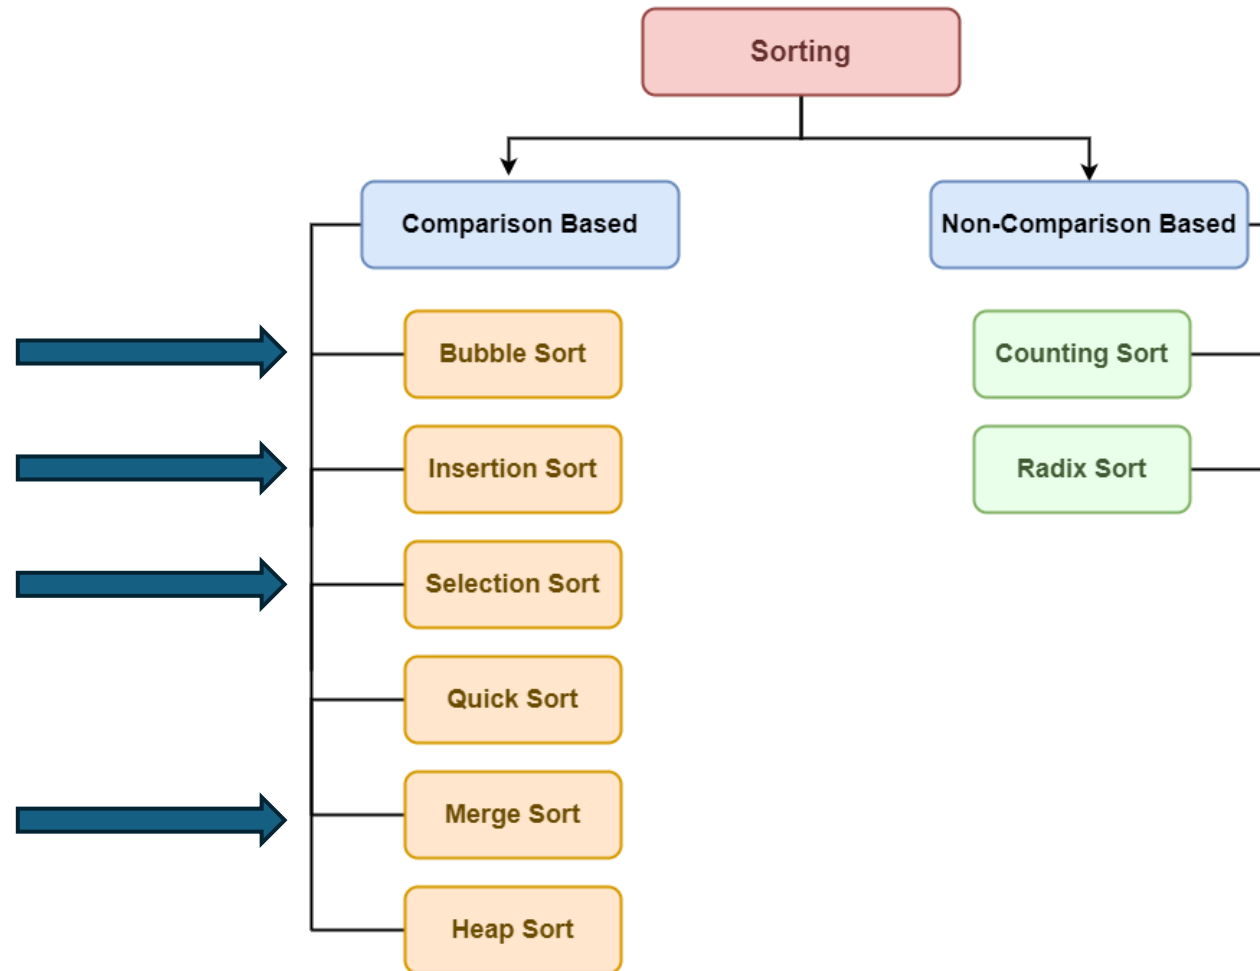 Sorting
Comparison Based
Non-Comparison Based
Bubble Sort
Counting Sort
Insertion Sort
Radix Sort
Selection Sort
Quick Sort
Merge Sort
Heap Sort